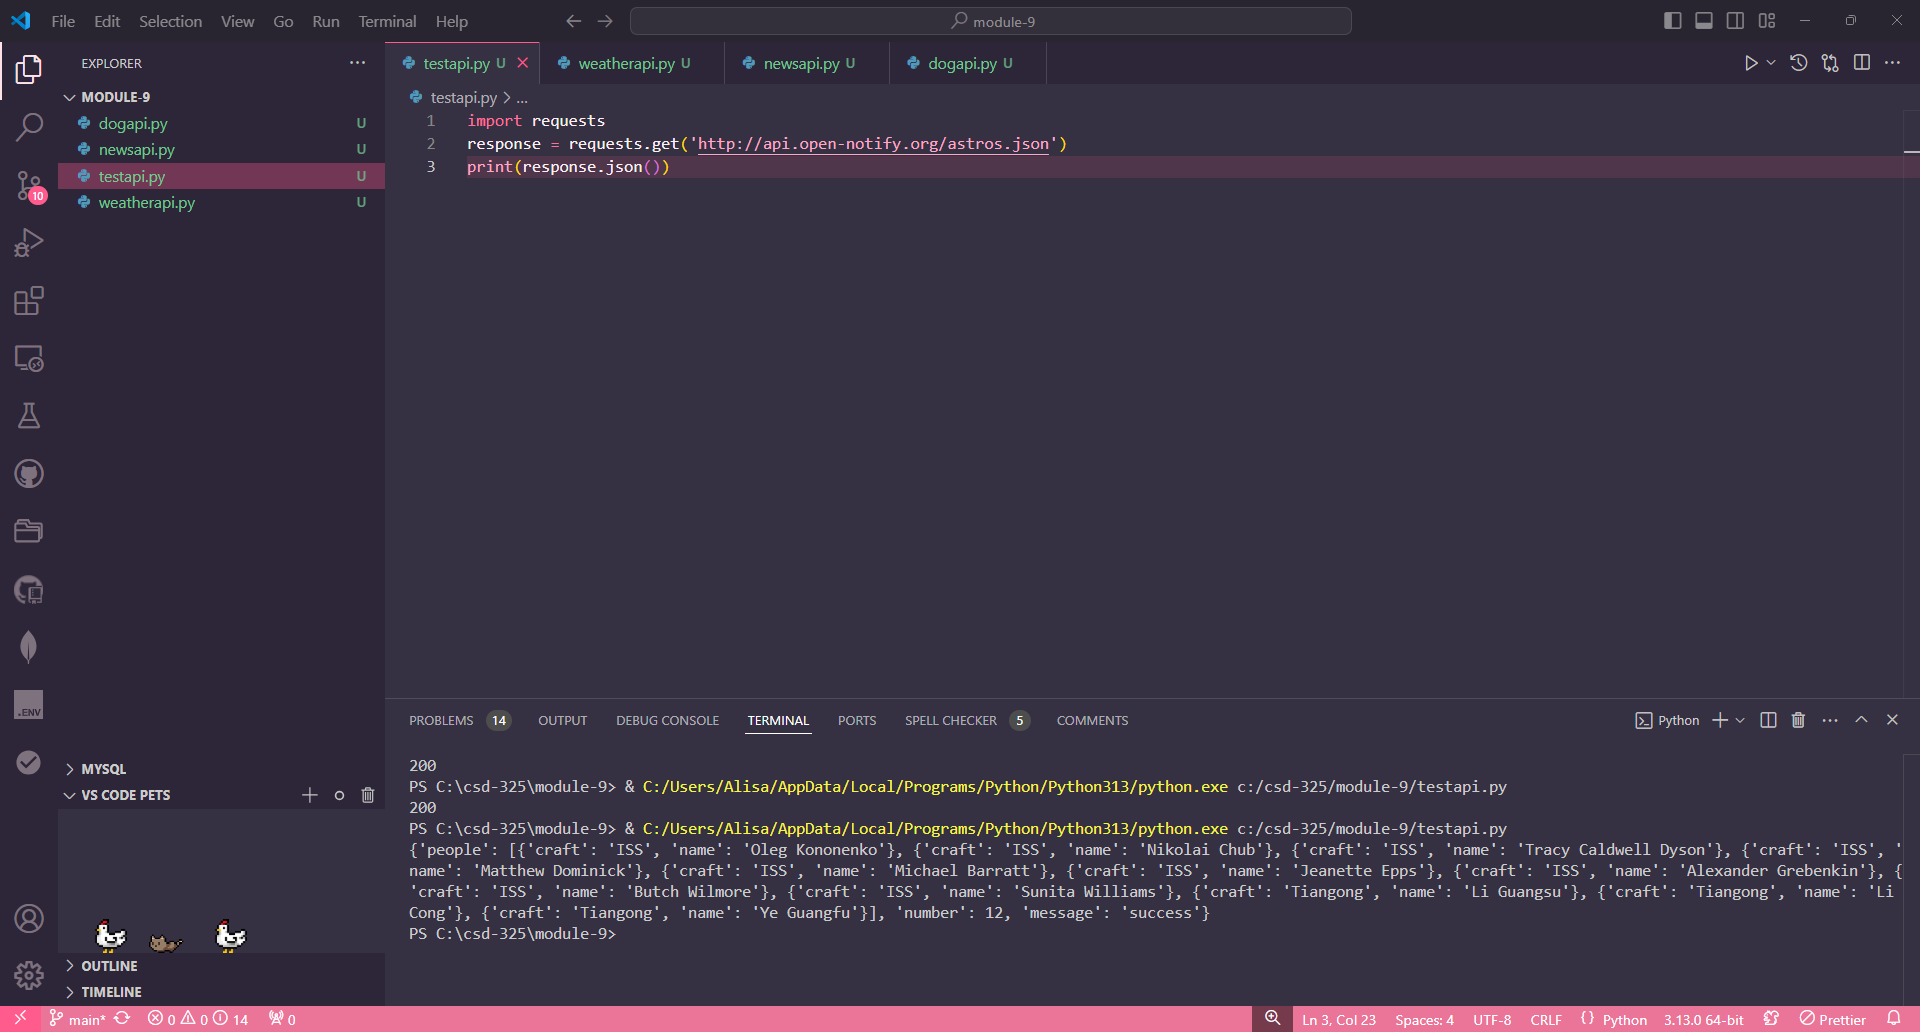 File Edit Selection View Go Run Terminal Help
module-9
EXPLORER
MODULE-9
dogapi.py U
newsapi.py U
testapi.py U
weatherapi.py U
10
.ENV
MYSQL
VS CODE PETS
OUTLINE
TIMELINE
testapi.py U weatherapi.py U newsapi.py U dogapi.py U
testapi.py > ...
1 import requests
2 response = requests.get('http://api.open-notify.org/astros.json')
3 print(response.json())
PROBLEMS 14 OUTPUT DEBUG CONSOLE TERMINAL PORTS SPELL CHECKER 5 COMMENTS
Python
200
PS C:\csd-325\module-9> & C:/Users/Alisa/AppData/Local/Programs/Python/Python313/python.exe c:/csd-325/module-9/testapi.py
200
PS C:\csd-325\module-9> & C:/Users/Alisa/AppData/Local/Programs/Python/Python313/python.exe c:/csd-325/module-9/testapi.py
{'people': [{'craft': 'ISS', 'name': 'Oleg Kononenko'}, {'craft': 'ISS', 'name': 'Nikolai Chub'}, {'craft': 'ISS', 'name': 'Tracy Caldwell Dyson'}, {'craft': 'ISS', '
name': 'Matthew Dominick'}, {'craft': 'ISS', 'name': 'Michael Barratt'}, {'craft': 'ISS', 'name': 'Jeanette Epps'}, {'craft': 'ISS', 'name': 'Alexander Grebenkin'}, {
'craft': 'ISS', 'name': 'Butch Wilmore'}, {'craft': 'ISS', 'name': 'Sunita Williams'}, {'craft': 'Tiangong', 'name': 'Li Guangsu'}, {'craft': 'Tiangong', 'name': 'Li
Cong'}, {'craft': 'Tiangong', 'name': 'Ye Guangfu'}], 'number': 12, 'message': 'success'}
PS C:\csd-325\module-9>
main* 0 0 14 0 Ln 3, Col 23 Spaces: 4 UTF-8 CRLF {} Python 3.13.0 64-bit Prettier